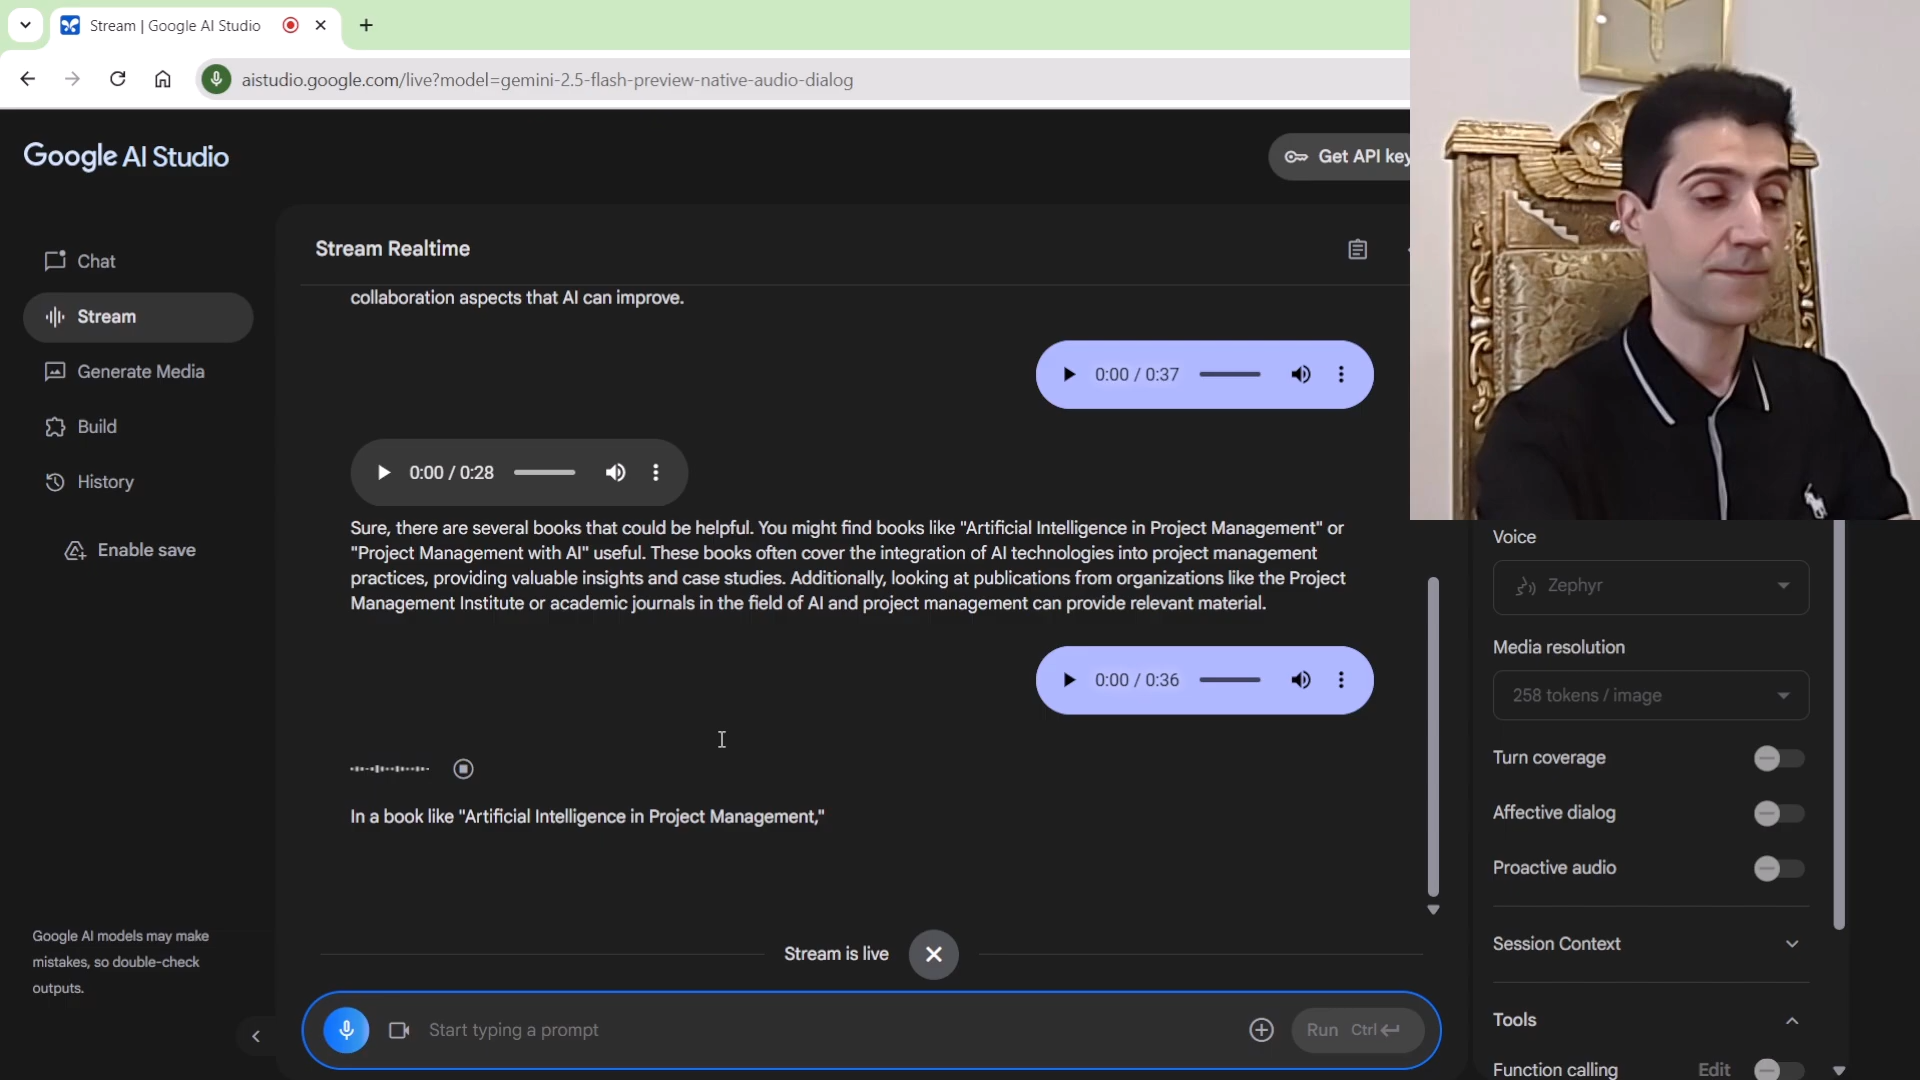 Stream | Google AI Studio
aistudio.google.com/live?model=gemini-2.5-flash-preview-native-audio-dialog
Google AI Studio
Get API key
Chat
Stream
Generate Media
Build
History
Enable save
Google AI models may make
mistakes, so double-check
outputs.
Stream Realtime
collaboration aspects that AI can improve.
0:00 / 0:37
0:00 / 0:28
Sure, there are several books that could be helpful. You might find books like "Artificial Intelligence in Project Management" or
"Project Management with AI" useful. These books often cover the integration of AI technologies into project management
practices, providing valuable insights and case studies. Additionally, looking at publications from organizations like the Project
Management Institute or academic journals in the field of AI and project management can provide relevant material.
0:00 / 0:36
In a book like "Artificial Intelligence in Project Management,"
Stream is live
Start typing a prompt
Run Ctrl
Voice
Zephyr
Media resolution
258 tokens / image
Turn coverage
Affective dialog
Proactive audio
Session Context
Tools
Function calling Edit